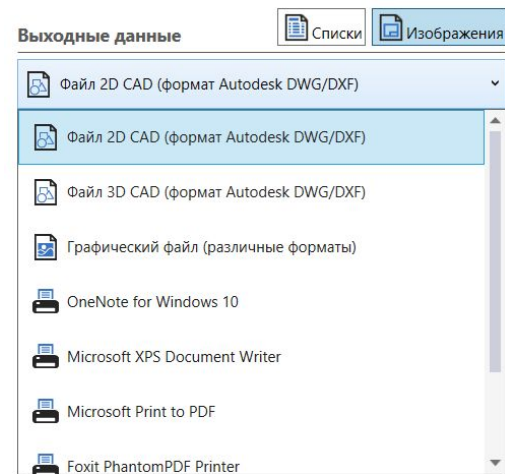 Выходные данные
Списки
Изображения
Файл 2D CAD (формат Autodesk DWG/DXF)
Файл 2D CAD (формат Autodesk DWG/DXF)
Файл 3D CAD (формат Autodesk DWG/DXF)
Графический файл (различные форматы)
OneNote for Windows 10
Microsoft XPS Document Writer
Microsoft Print to PDF
Foxit PhantomPDF Printer